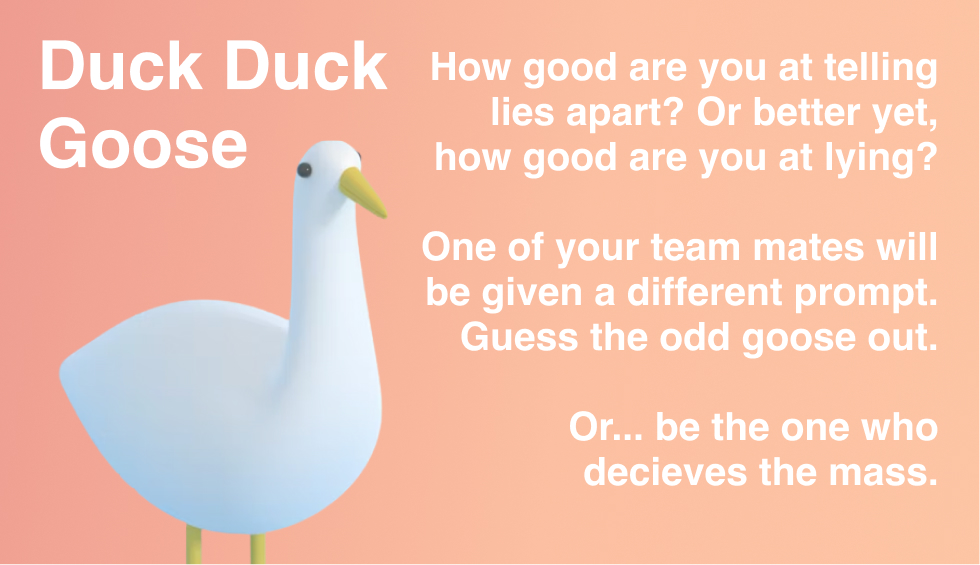 Duck Duck
Goose
How good are you at telling
lies apart? Or better yet,
how good are you at lying?
One of your team mates will
be given a different prompt.
Guess the odd goose out.
Or... be the one who
decieves the mass.